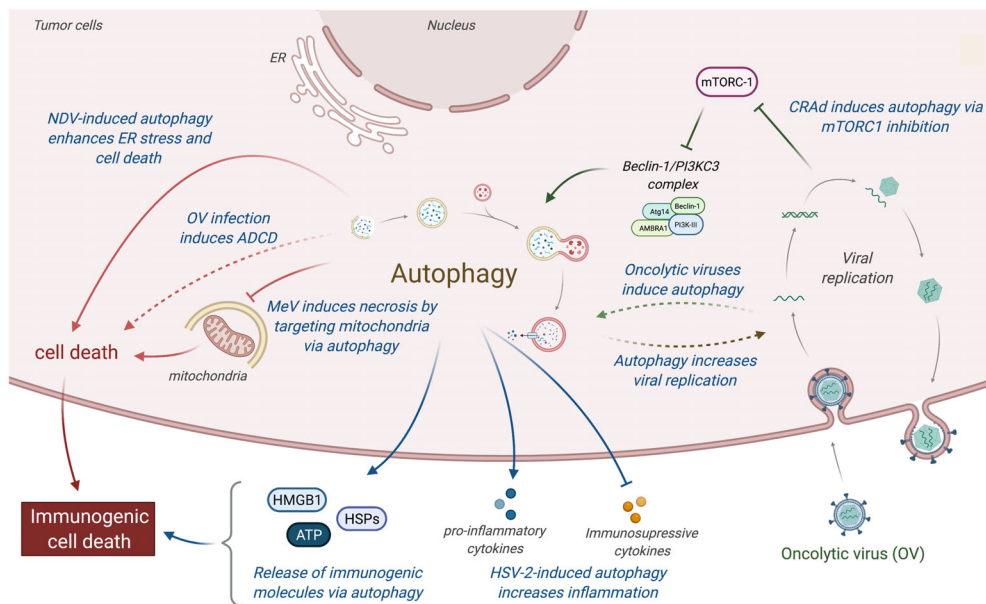 Tumor cells
Nucleus
ER
mTORC-1
CRAd induces autophagy via
mTORC1 inhibition
NDV-induced autophagy
enhances ER stress and
cell death
Beclin-1/PI3KC3
complex
Beclin-1
Atg14
PI3K-III
AMBRA1
OV infection
induces ADCD
Autophagy
Oncolytic viruses
induce autophagy
Viral
replication
MeV induces necrosis by
targeting mitochondria
via autophagy
cell death
mitochondria
Autophagy increases
viral replication
HMGB1
HSPs
ATP
Immunogenic
cell death
pro-inflammatory
cytokines
Immunosupressive
cytokines
Oncolytic virus (OV)
Release of immunogenic
molecules via autophagy
HSV-2-induced autophagy
increases inflammation